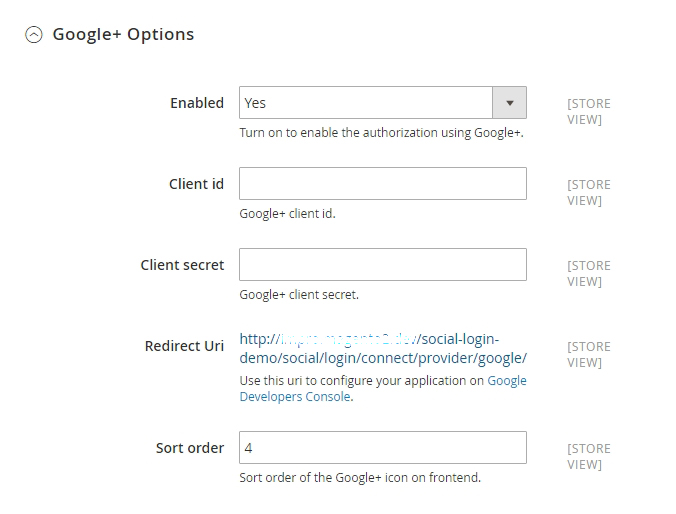 Google+ Options
Enabled
Yes
[STORE
VIEW]
Turn on to enable the authorization using Google+.
Client id
[STORE
VIEW]
Google+ client id.
Client secret
[STORE
VIEW]
Google+ client secret.
Redirect Uri
http:// /social-login-
demo/social/login/connect/provider/google/
[STORE
VIEW]
Use this uri to configure your application on Google
Developers Console.
Sort order
4
[STORE
VIEW]
Sort order of the Google+ icon on frontend.